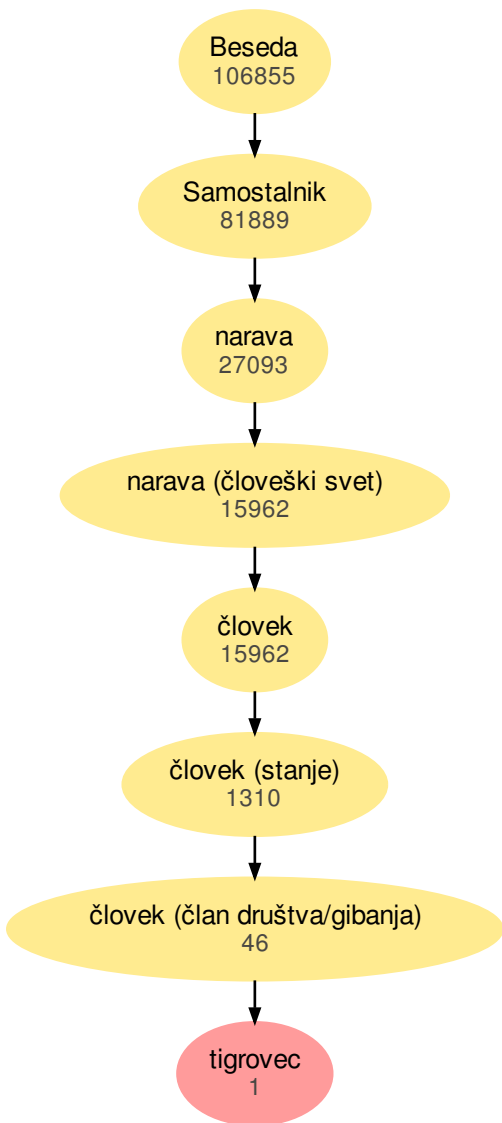 Beseda
106855
Samostalnik
81889
narava
27093
narava (človeški svet)
15962
človek
15962
človek (stanje)
1310
človek (član društva/gibanja)
46
tigrovec
1